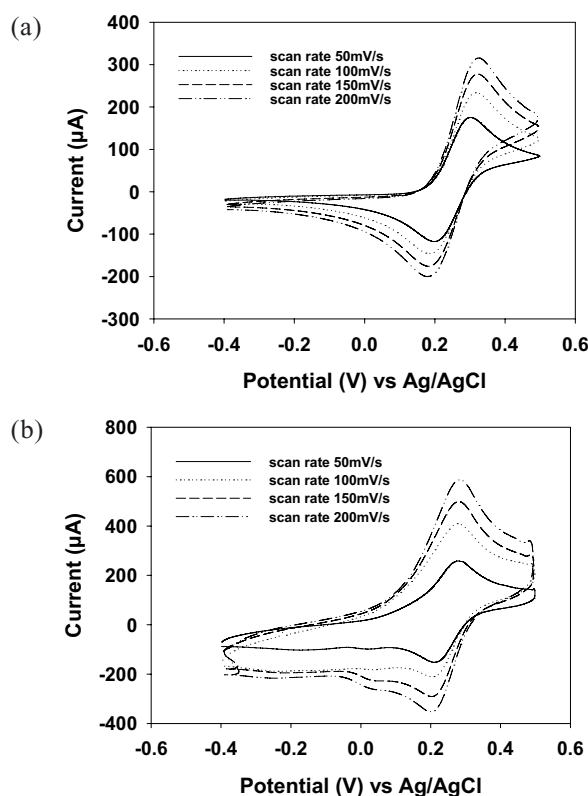 (a)
400
300
200
100
0
-100
-200
-300
Current (µA)
scan rate 50mV/s
scan rate 100mV/s
scan rate 150mV/s
scan rate 200mV/s
-0.6 -0.4 -0.2 0.0 0.2 0.4 0.6
Potential (V) vs Ag/AgCl
(b)
800
600
400
200
0
-200
-400
Current (µA)
scan rate 50mV/s
scan rate 100mV/s
scan rate 150mV/s
scan rate 200mV/s
-0.6 -0.4 -0.2 0.0 0.2 0.4 0.6
Potential (V) vs Ag/AgCl